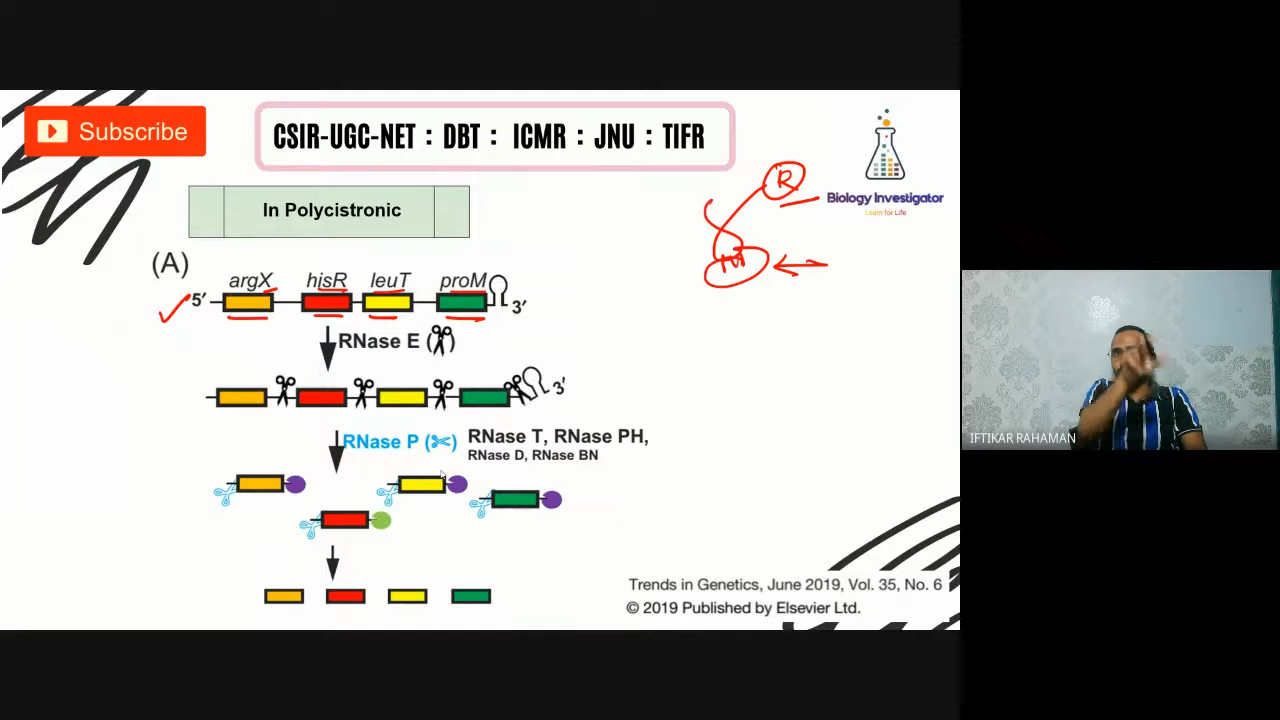 Subscribe
CSIR-UGC-NET : DBT : ICMR : JNU : TIFR
Biology Investigator
Learn for Life
In Polycistronic
R
M
(A)
argX hisR leuT proM
5′ 3′
RNase E ( )
3′
RNase P ( ) RNase T, RNase PH,
RNase D, RNase BN
IFTIKAR RAHAMAN
Trends in Genetics, June 2019, Vol. 35, No. 6
© 2019 Published by Elsevier Ltd.